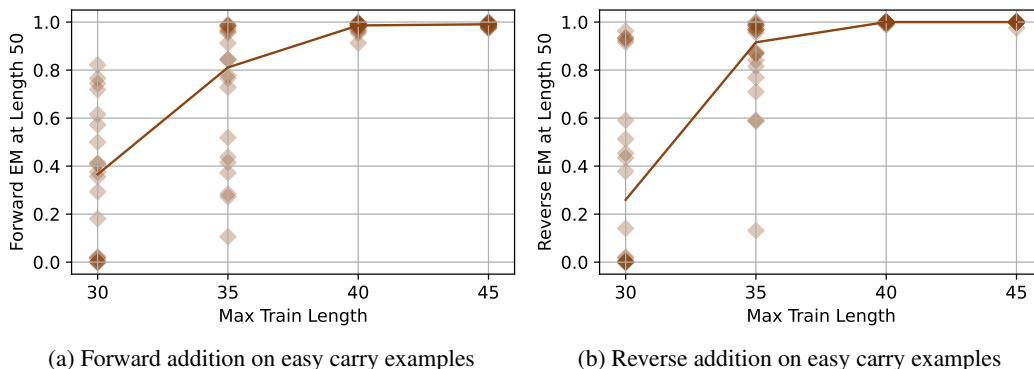 Forward EM at Length 50
1.0
0.8
0.6
0.4
0.2
0.0
30 35 40 45
Max Train Length
(a) Forward addition on easy carry examples
Reverse EM at Length 50
1.0
0.8
0.6
0.4
0.2
0.0
30 35 40 45
Max Train Length
(b) Reverse addition on easy carry examples